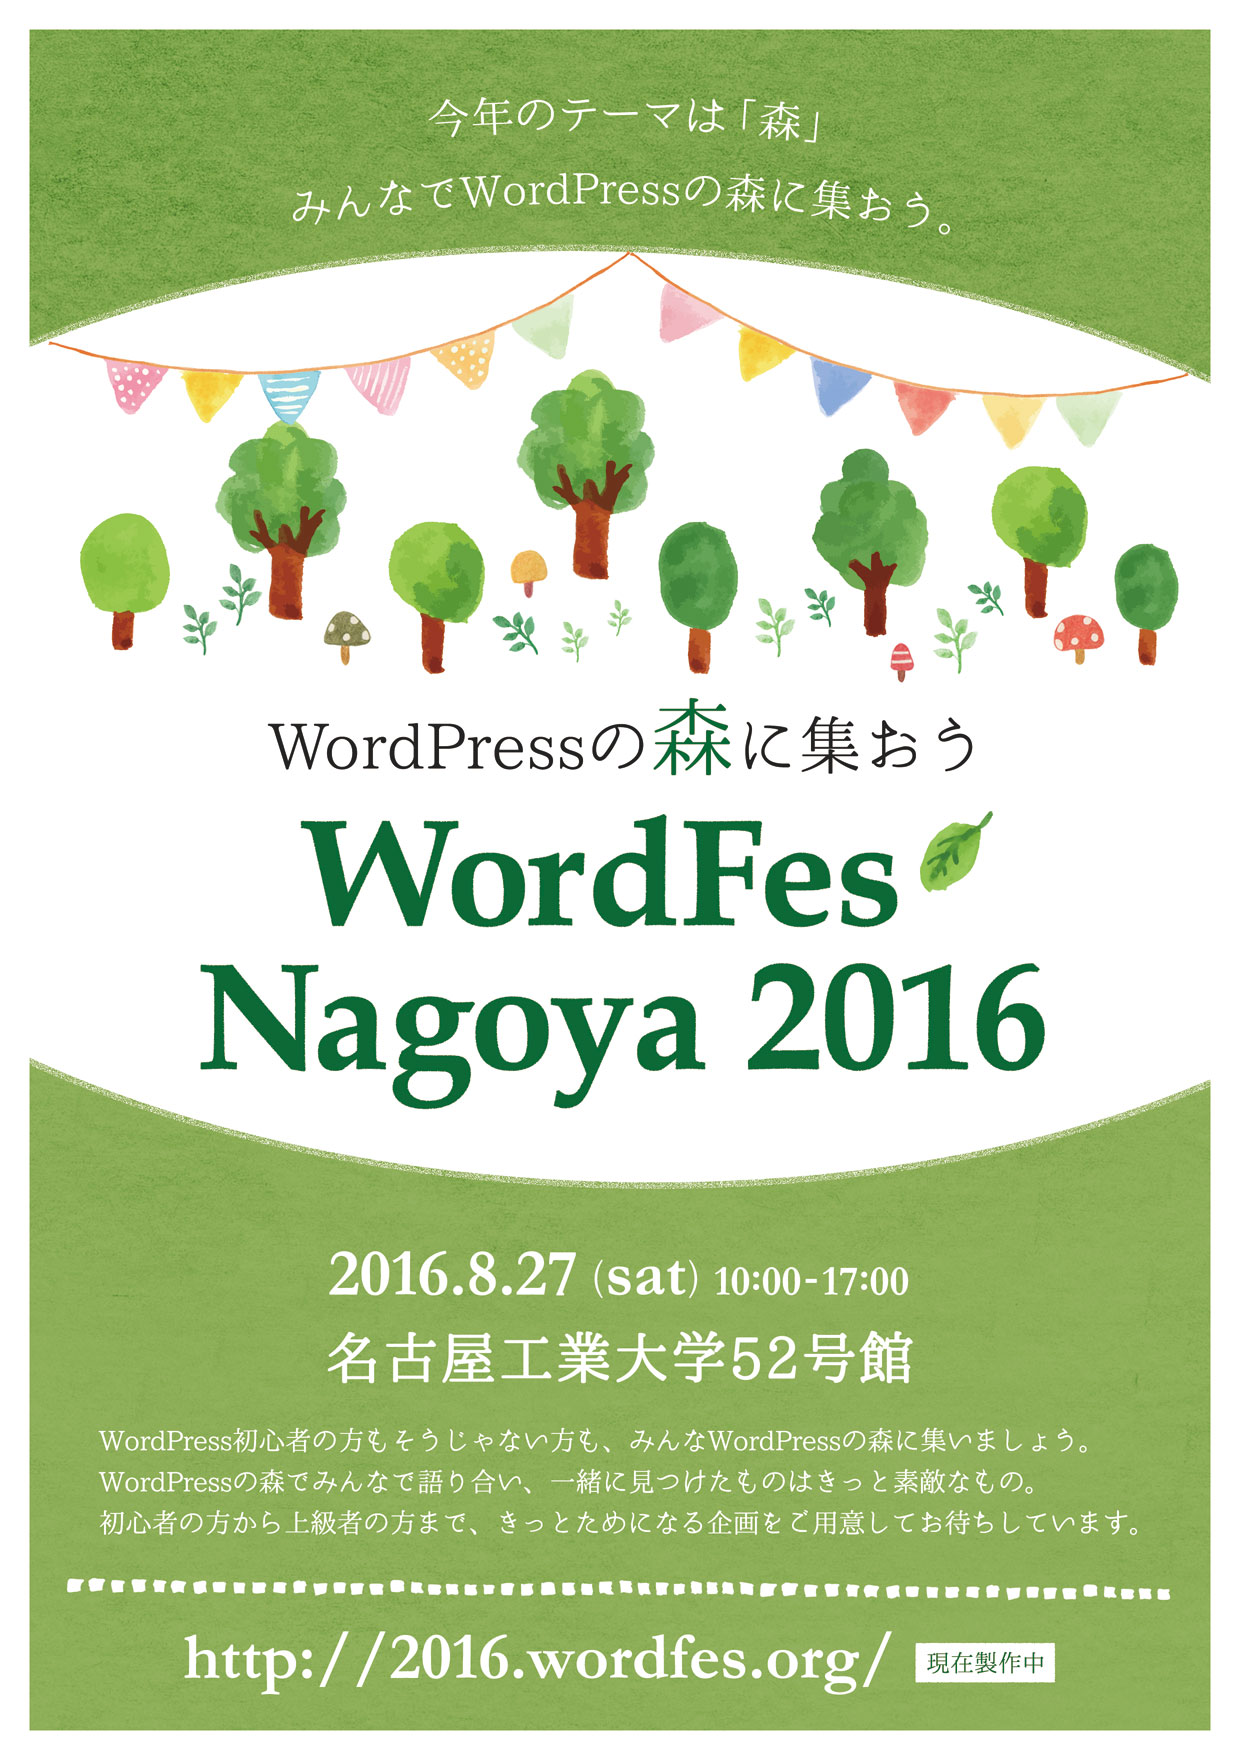 今年のテーマは「森」
みんなでWordPressの森に集おう。
WordPressの森に集おう
WordFes
Nagoya 2016
2016.8.27 (sat) 10:00-17:00
名古屋工業大学52号館
WordPress初心者の方もそうじゃない方も、みんなWordPressの森に集いましょう。
WordPressの森でみんなで語り合い、一緒に見つけたものはきっと素敵なもの。
初心者の方から上級者の方まで、きっとためになる企画をご用意してお待ちしています。
http://2016.wordfes.org/ 現在製作中